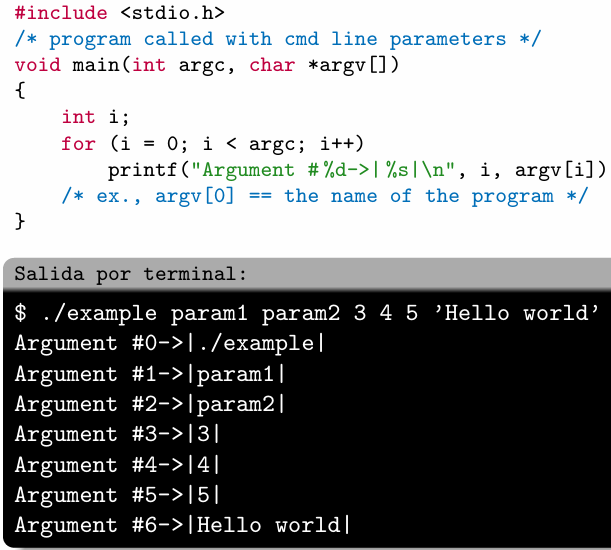 #include <stdio.h>
/* program called with cmd line parameters */
void main(int argc, char *argv[])
{
    int i;
    for (i = 0; i < argc; i++)
        printf("Argument #%d->|%s|\n", i, argv[i])
    /* ex., argv[0] == the name of the program */
}
Salida por terminal:
$ ./example param1 param2 3 4 5 ’Hello world’
Argument #0->|./example|
Argument #1->|param1|
Argument #2->|param2|
Argument #3->|3|
Argument #4->|4|
Argument #5->|5|
Argument #6->|Hello world|